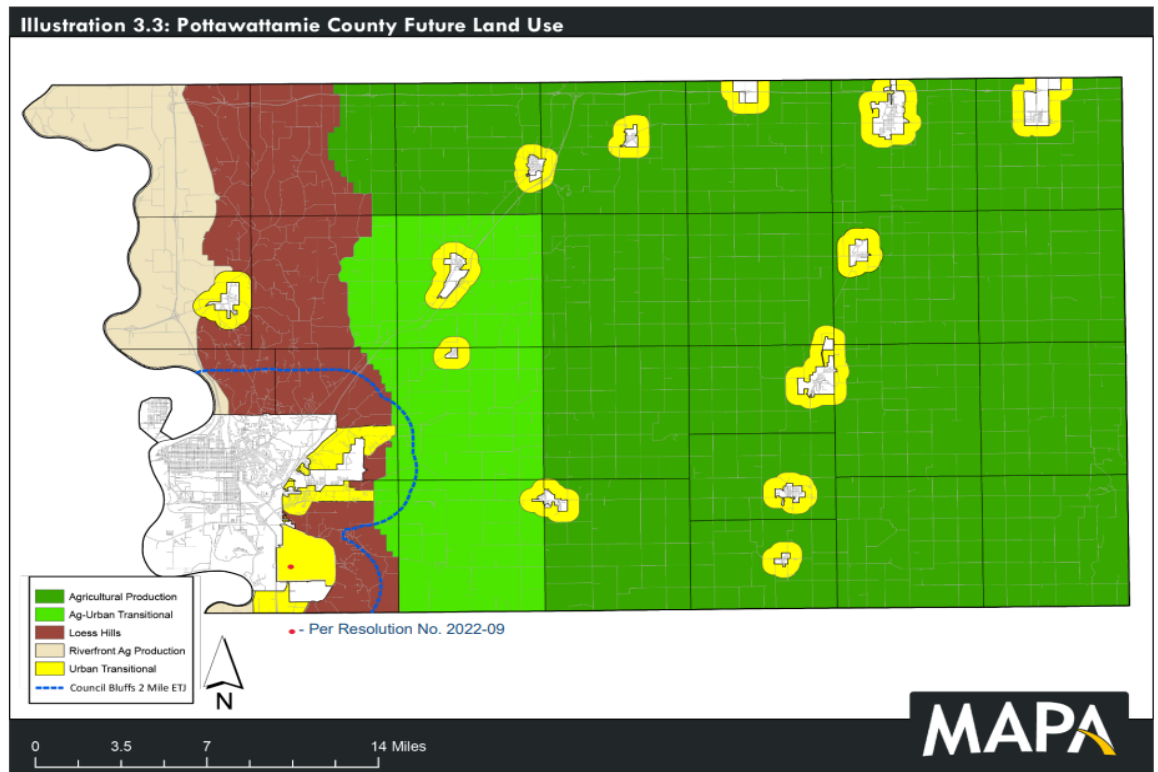 Illustration 3.3: Pottawattamie County Future Land Use
Agricultural Production
Ag-Urban Transitional
Loess Hills
Riverfront Ag Production
Urban Transitional
Council Bluffs 2 Mile ETJ
- Per Resolution No. 2022-09
N
0 3.5 7 14 Miles
MAPA